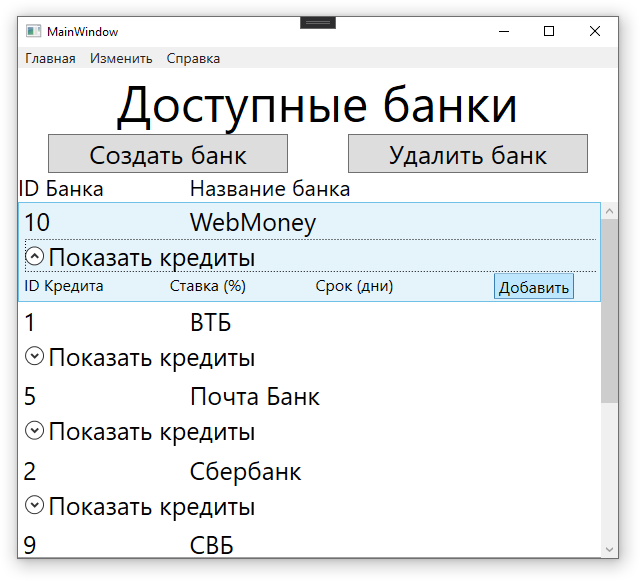 MainWindow
Главная Изменить Справка
Доступные банки
Создать банк Удалить банк
ID Банка Название банка
10 WebMoney
Показать кредиты
ID Кредита Ставка (%) Срок (дни) Добавить
1 ВТБ
Показать кредиты
5 Почта Банк
Показать кредиты
2 Сбербанк
Показать кредиты
9 СВБ